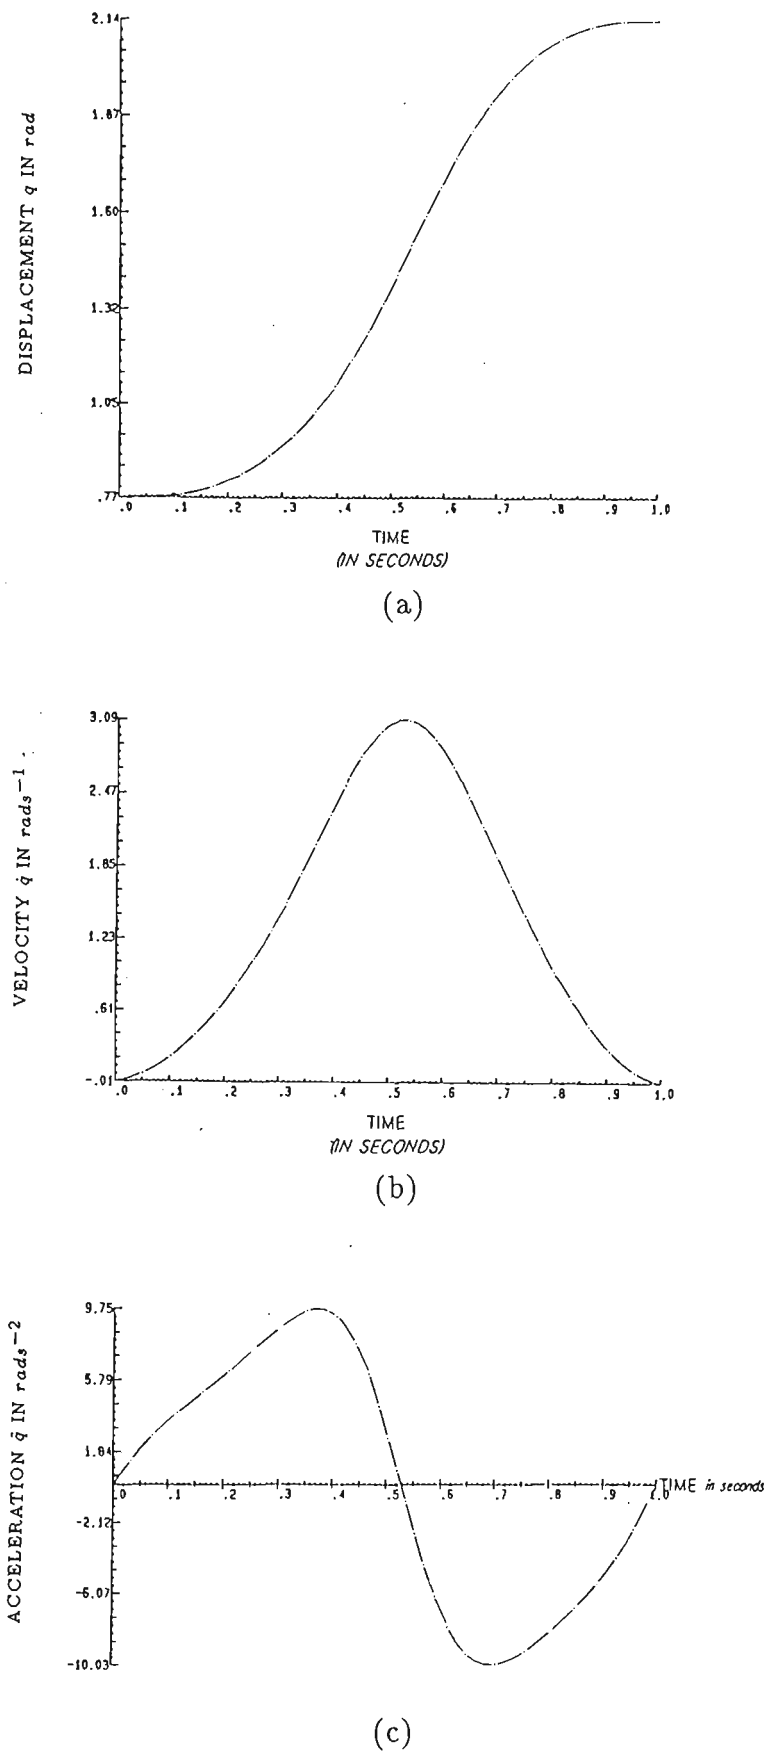 2.14
1.87
1.60
1.32
1.05
.77
DISPLACEMENT q IN rad
.0 .1 .2 .3 .4 .5 .6 .7 .8 .9 1.0
TIME
(IN SECONDS)
(a)
3.09
2.47
1.85
1.23
.61
-.01
VELOCITY q̇ IN rads⁻¹
.0 .1 .2 .3 .4 .5 .6 .7 .8 .9 1.0
TIME
(IN SECONDS)
(b)
9.75
5.79
1.84
-2.12
-6.07
-10.03
ACCELERATION q̈ IN rads⁻²
.0 .1 .2 .3 .4 .5 .6 .7 .8 .9 1.0
TIME in seconds
(c)